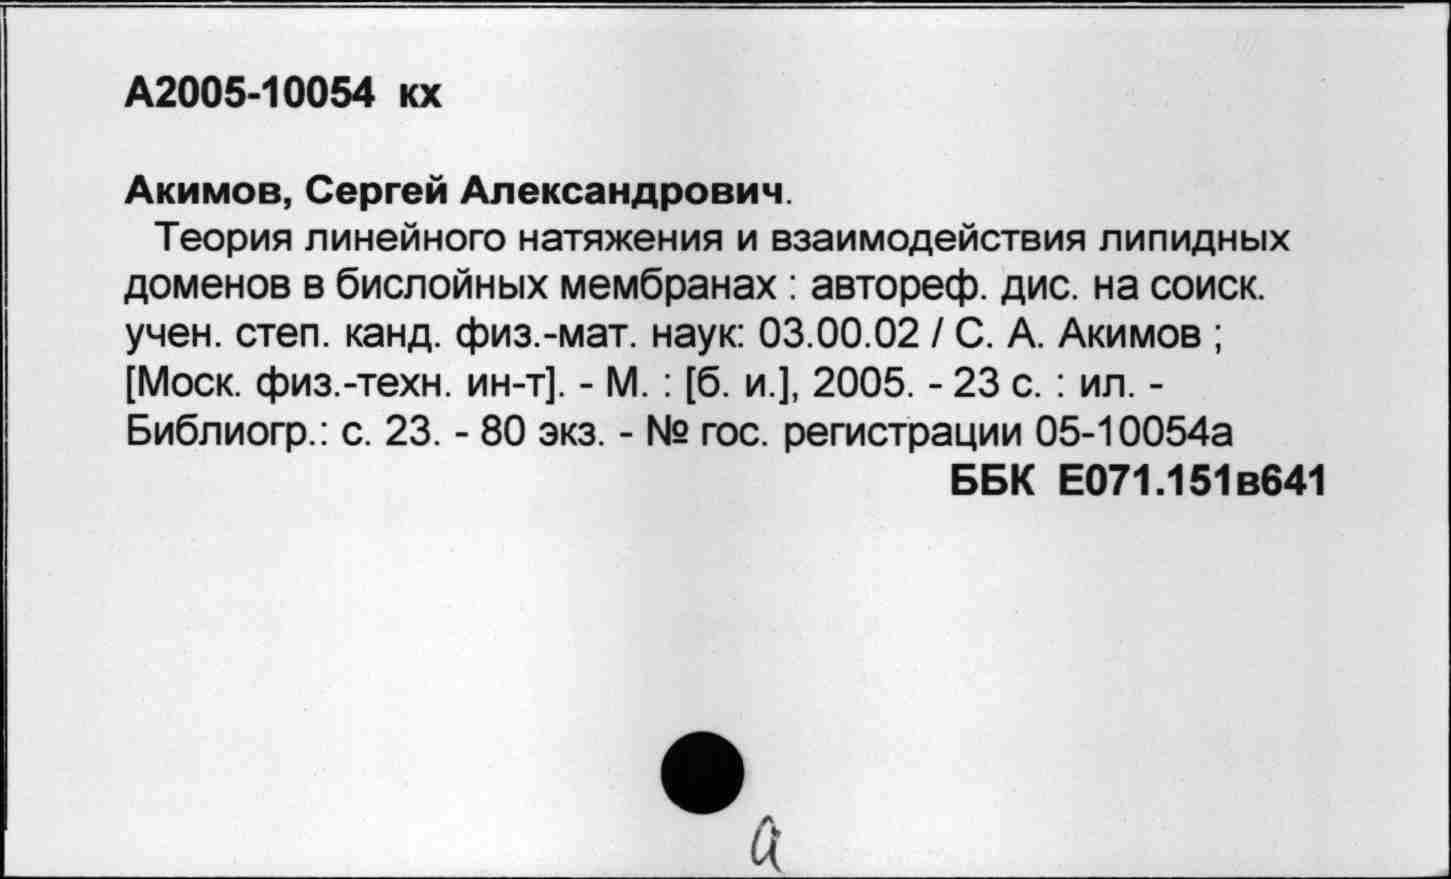 А2005-10054 кх
Акимов, Сергей Александрович.
Теория линейного натяжения и взаимодействия липидных
доменов в бислойных мембранах : автореф. дис. на соиск.
учен. степ. канд. физ.-мат. наук: 03.00.02 / С. А. Акимов ;
[Моск. физ.-техн. ин-т]. - М. : [б. и.], 2005. - 23 с. : ил. -
Библиогр.: с. 23. - 80 экз. - № гос. регистрации 05-10054а
ББК Е071.151в641
а